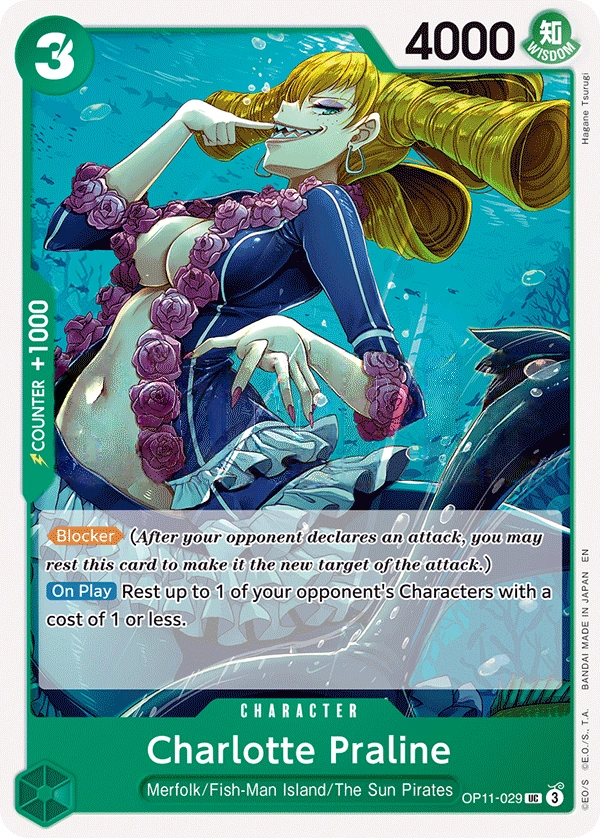 3
4000
知
WISDOM
Hagane Tsurugi
COUNTER +1000
Blocker (After your opponent declares an attack, you may
rest this card to make it the new target of the attack.)
On Play Rest up to 1 of your opponent's Characters with a
cost of 1 or less.
CHARACTER
Charlotte Praline
Merfolk/Fish-Man Island/The Sun Pirates
OP11-029 UC 3
©E.O/S ©E.O./S., T.A. BANDAI MADE IN JAPAN EN